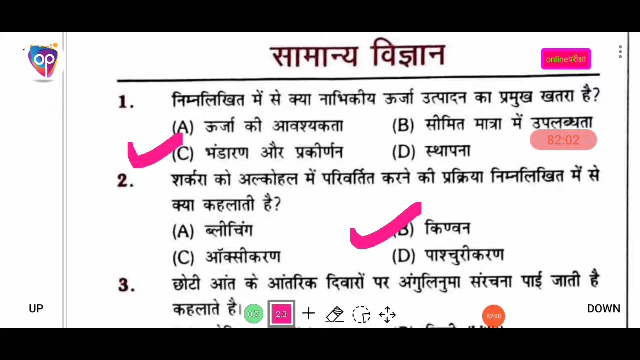 सामान्य विज्ञान
op
onlineपरीक्षा
1. निम्नलिखित में से क्या नाभिकीय ऊर्जा उत्पादन का प्रमुख खतरा है?
(A) ऊर्जा की आवश्यकता (B) सीमित मात्रा में उपलब्धता
82:02
(C) भंडारण और प्रकीर्णन (D) स्थापना
2. शर्करा को अल्कोहल में परिवर्तित करने की प्रक्रिया निम्नलिखित में से
क्या कहलाती है?
(A) ब्लीचिंग (B) किण्वन
(C) ऑक्सीकरण (D) पाश्चुरीकरण
3. छोटी आंत के आंतरिक दिवारों पर अंगुलिनुमा संरचना पाई जाती है
कहलाते है।
UP
DOWN